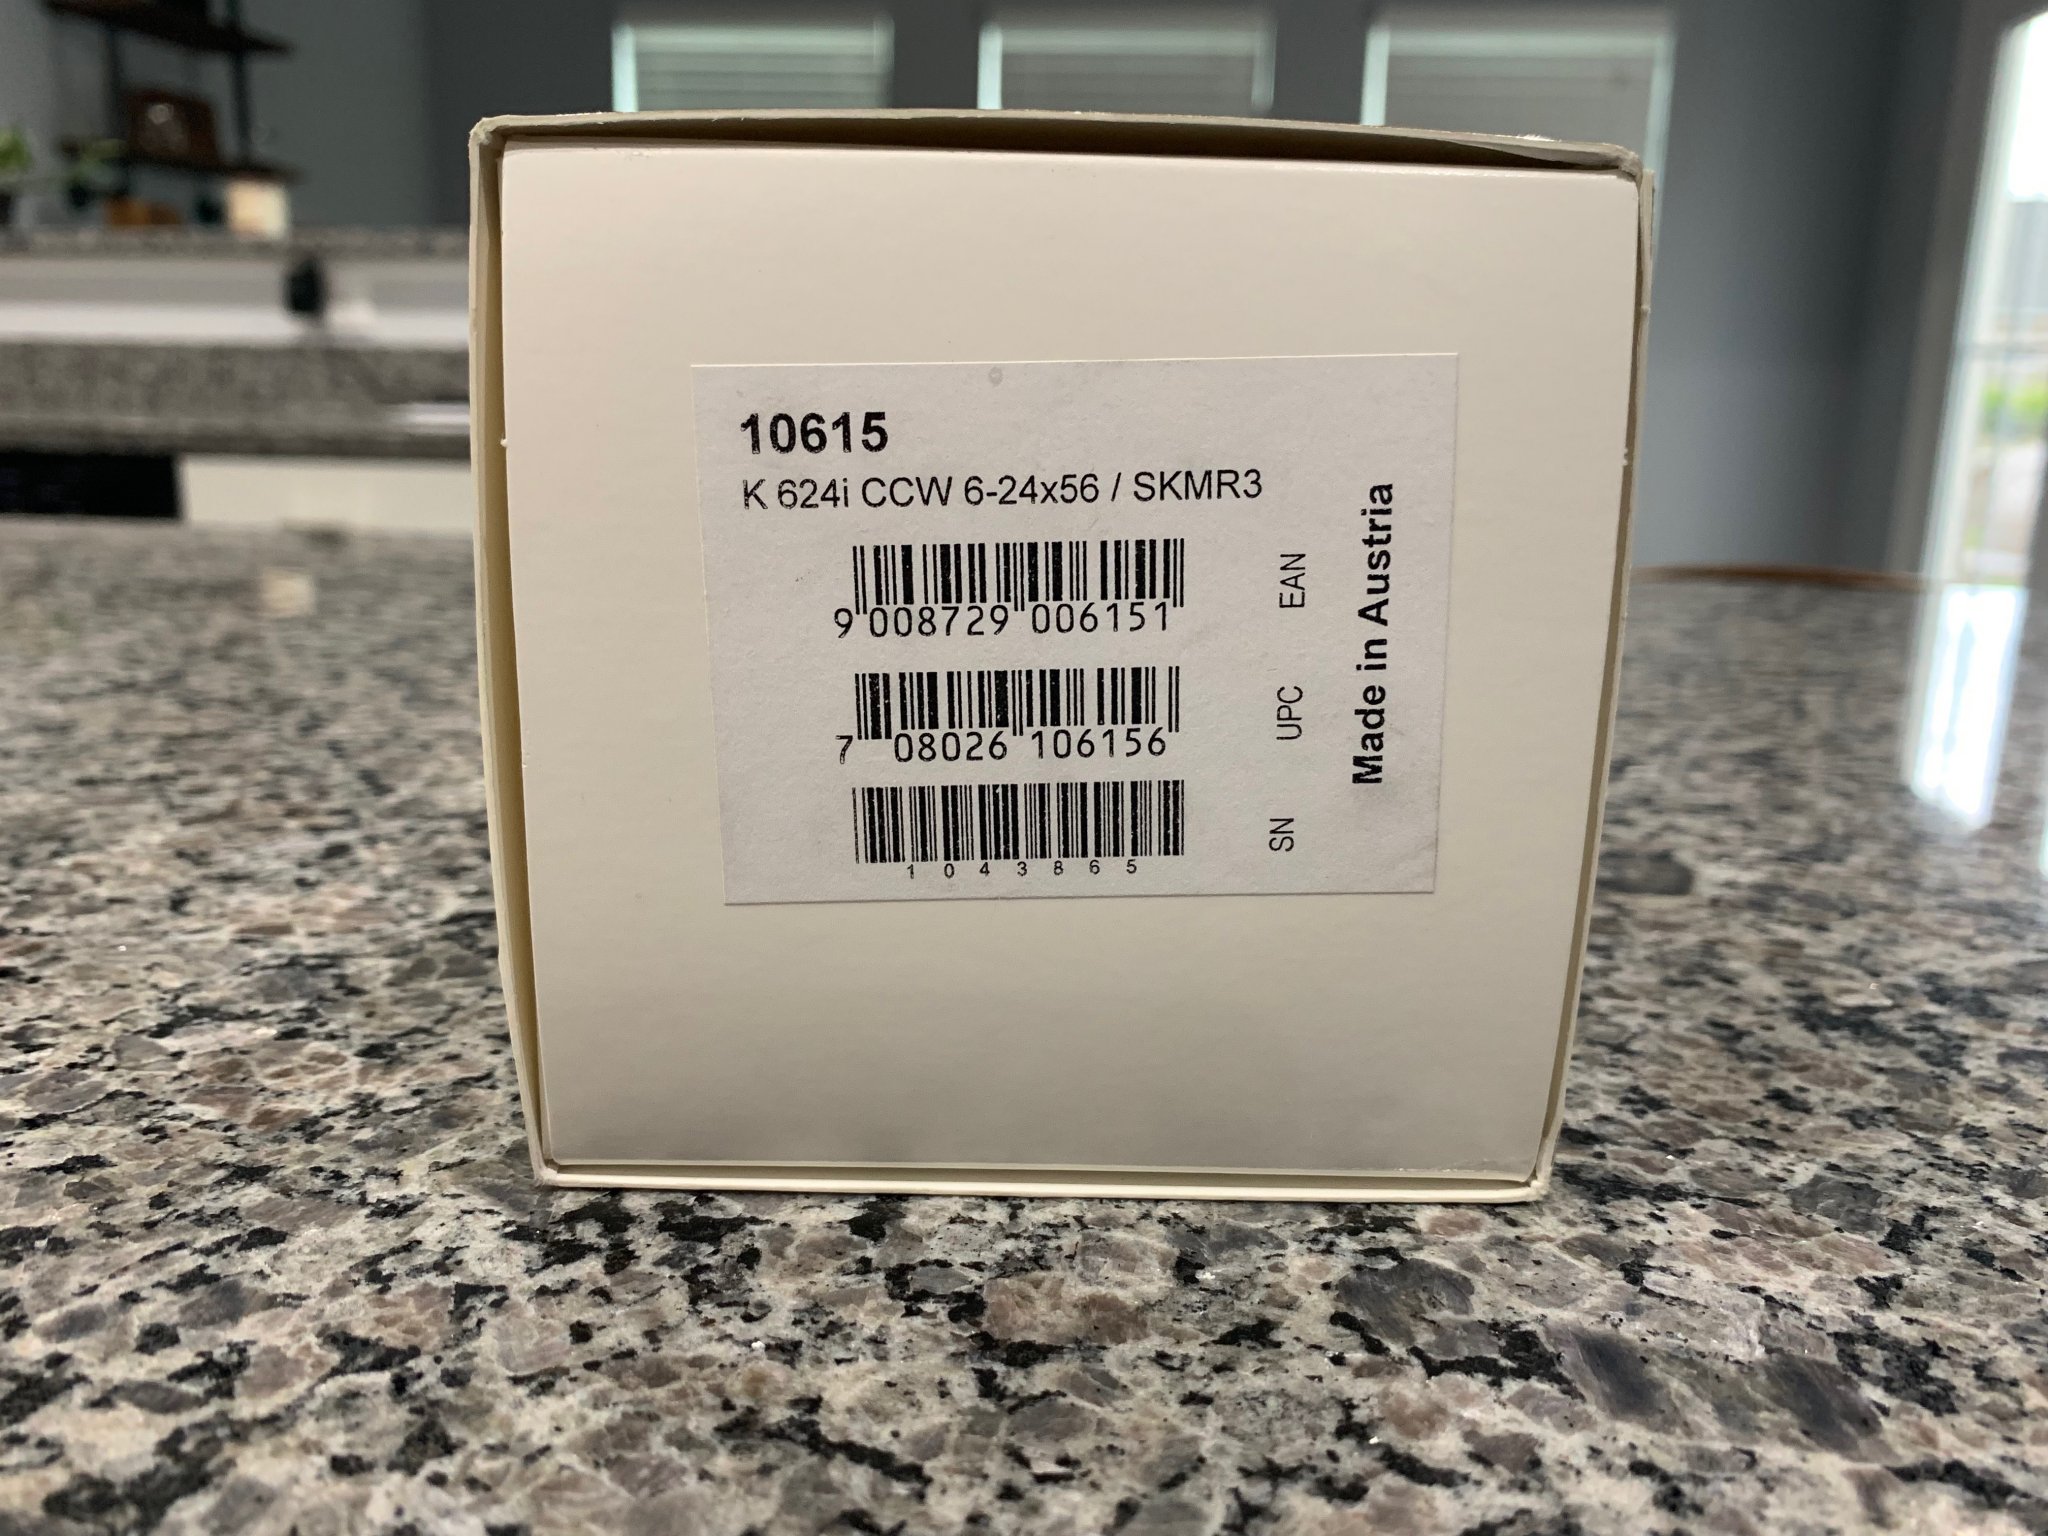 10615
K 624i CCW 6-24x56 / SKMR3
9 008729 006151
EAN
7 08026 106156
UPC
1043865
SN
Made in Austria